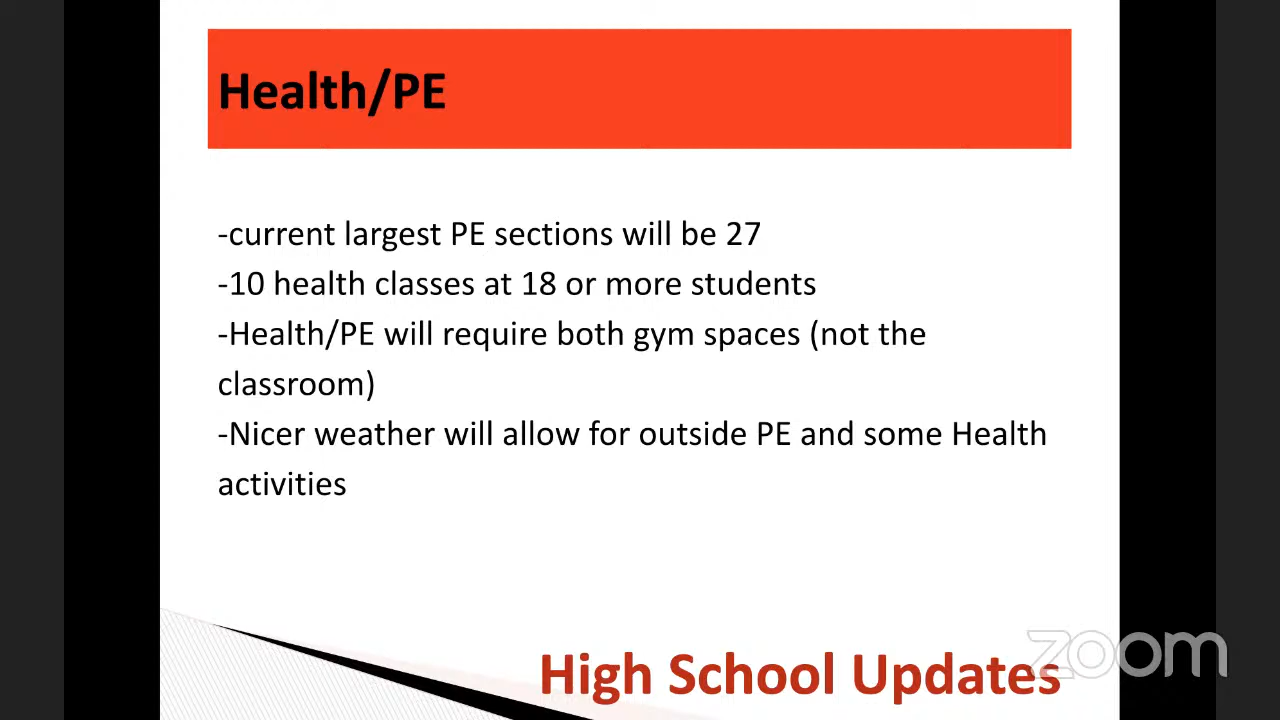 Health/PE
-current largest PE sections will be 27
-10 health classes at 18 or more students
-Health/PE will require both gym spaces (not the
classroom)
-Nicer weather will allow for outside PE and some Health
activities
High School Updates
zoom